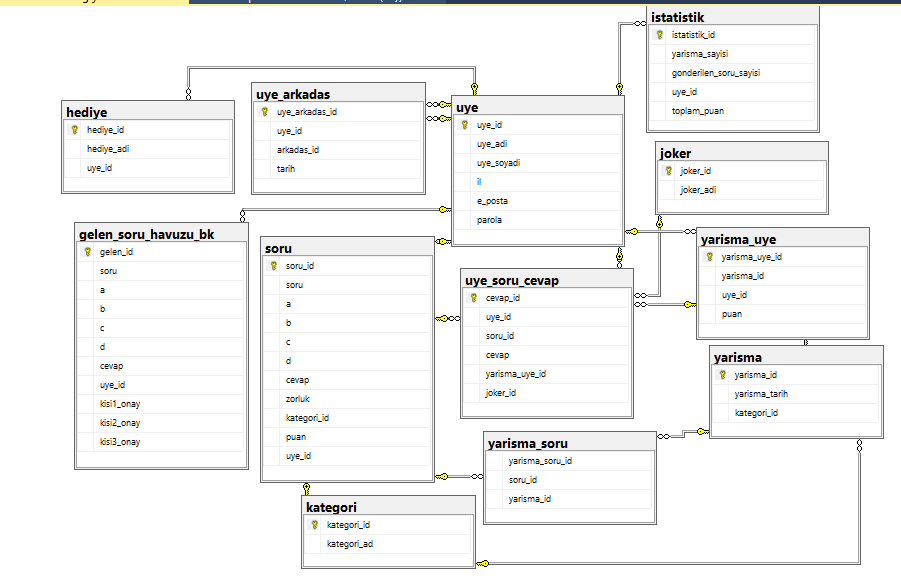 istatistik
istatistik_id
yarisma_sayisi
gonderilen_soru_sayisi
uye_id
toplam_puan
uye_arkadas
uye_arkadas_id
uye_id
arkadas_id
tarih
hediye
hediye_id
hediye_adi
uye_id
uye
uye_id
uye_adi
uye_soyadi
il
e_posta
parola
joker
joker_id
joker_adi
gelen_soru_havuzu_bk
gelen_id
soru
a
b
c
d
cevap
uye_id
kisi1_onay
kisi2_onay
kisi3_onay
soru
soru_id
soru
a
b
c
d
cevap
zorluk
kategori_id
puan
uye_id
uye_soru_cevap
cevap_id
uye_id
soru_id
cevap
yarisma_uye_id
joker_id
yarisma_uye
yarisma_uye_id
yarisma_id
uye_id
puan
yarisma
yarisma_id
yarisma_tarih
kategori_id
yarisma_soru
yarisma_soru_id
soru_id
yarisma_id
kategori
kategori_id
kategori_ad